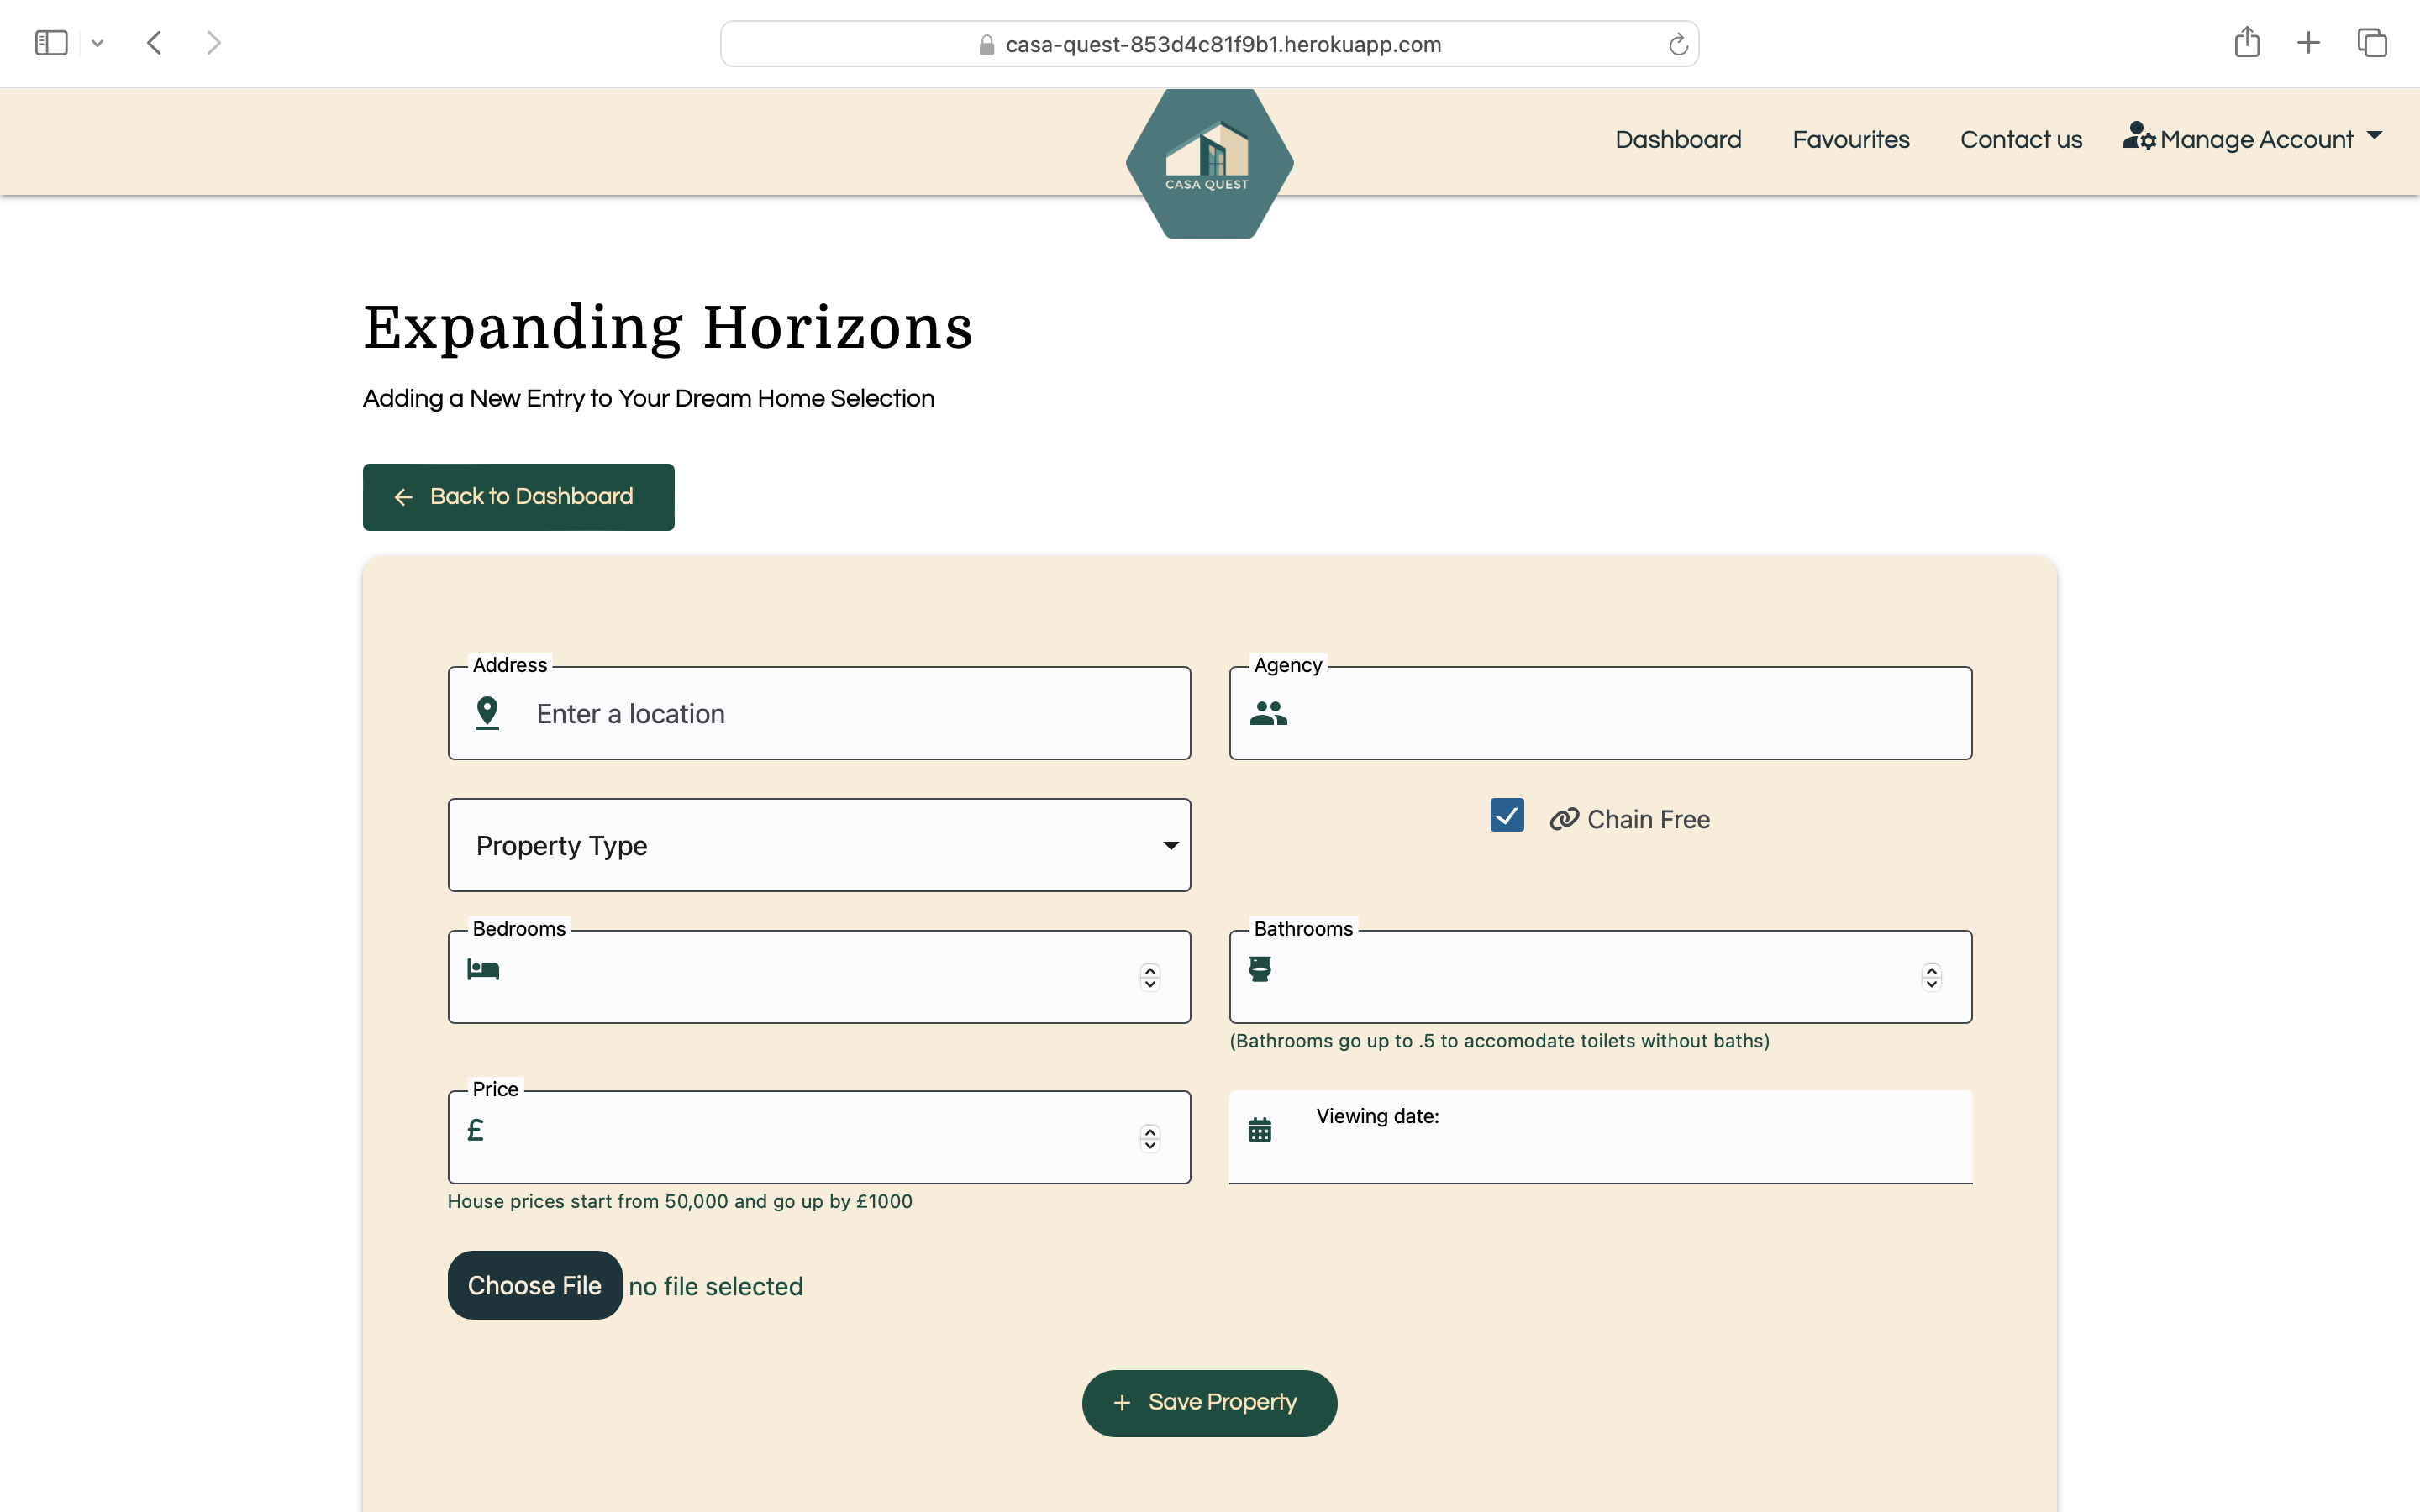 casa-quest-853d4c81f9b1.herokuapp.com
CASA QUEST
Dashboard
Favourites
Contact us
Manage Account
Expanding Horizons
Adding a New Entry to Your Dream Home Selection
Back to Dashboard
Address
Enter a location
Agency
Property Type
Chain Free
Bedrooms
Bathrooms
(Bathrooms go up to .5 to accomodate toilets without baths)
Price
£
Viewing date:
House prices start from 50,000 and go up by £1000
Choose File no file selected
+ Save Property